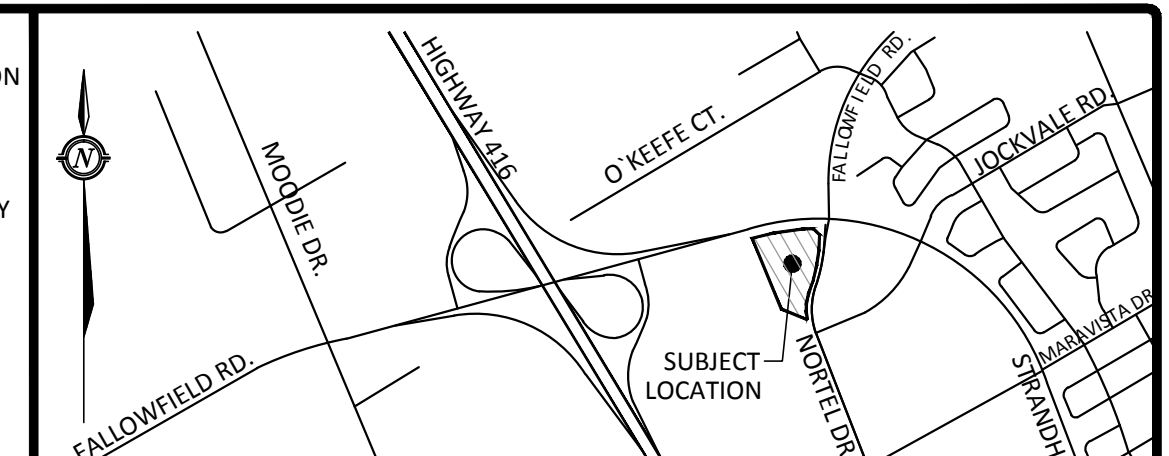 ON
Y
N
HIGHWAY 416
MOODIE DR.
O`KEEFE CT.
FALLOWFIELD RD.
JOCKVALE RD.
SUBJECT
LOCATION
NORTEL DR
MARAVISTA DR
STRANDH
FALLOWFIELD RD.